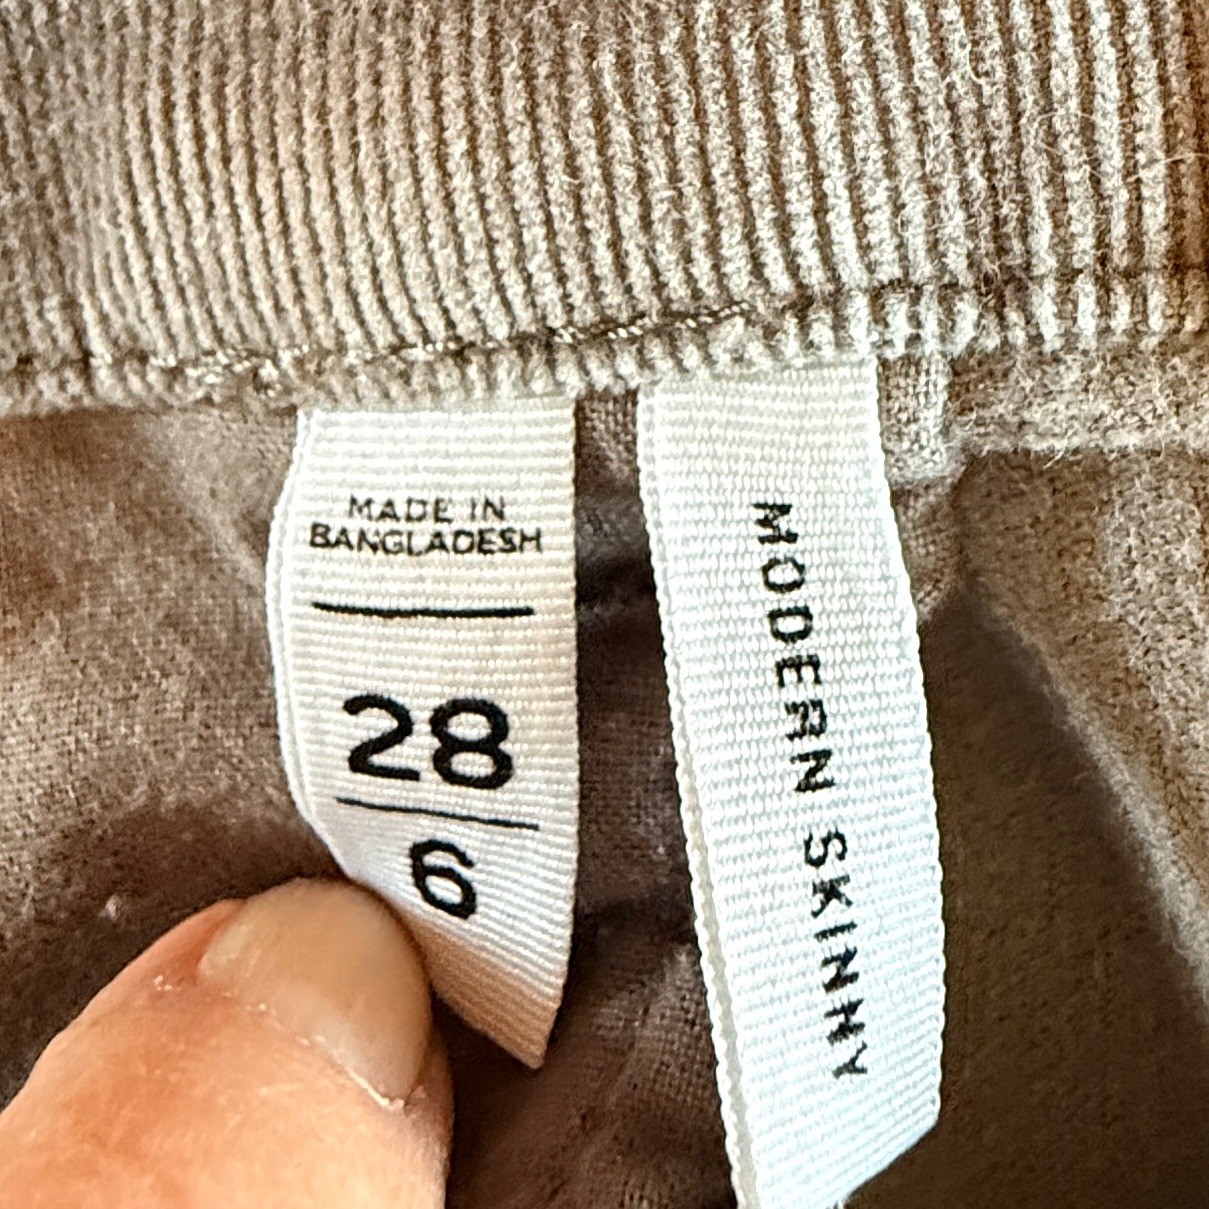 MADE IN
BANGLADESH
28
6
MODERN SKINNY